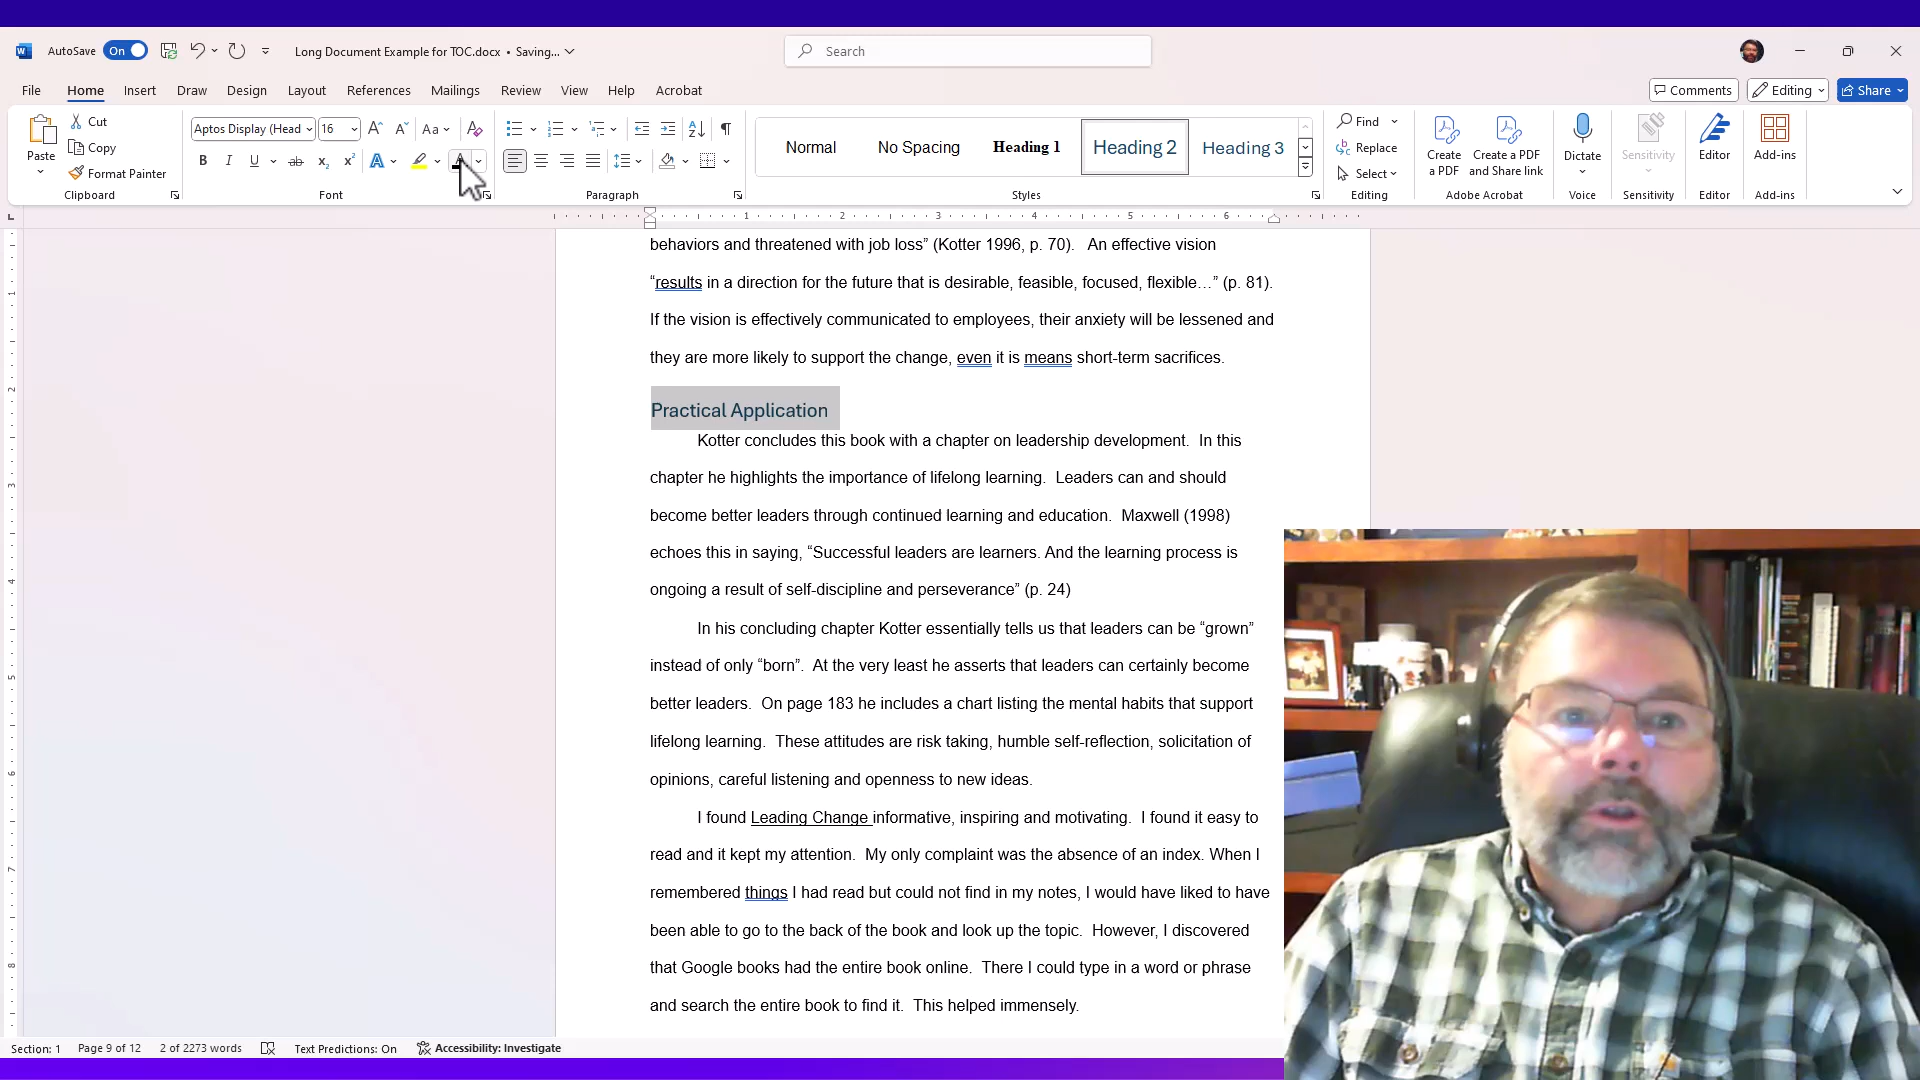 AutoSave On Long Document Example for TOC.docx • Saving... Search
File Home Insert Draw Design Layout References Mailings Review View Help Acrobat Comments Editing Share
Paste Cut Copy Format Painter
Clipboard
Aptos Display (Head 16
Font
Paragraph
Normal No Spacing Heading 1 Heading 2 Heading 3
Styles
Find Replace Select
Editing
Create a PDF Create a PDF and Share link
Adobe Acrobat
Dictate
Voice
Sensitivity
Sensitivity
Editor
Editor
Add-ins
Add-ins
1 2 3 4 5 6
behaviors and threatened with job loss” (Kotter 1996, p. 70). An effective vision
“results in a direction for the future that is desirable, feasible, focused, flexible…” (p. 81).
If the vision is effectively communicated to employees, their anxiety will be lessened and
they are more likely to support the change, even it is means short-term sacrifices.
Practical Application
Kotter concludes this book with a chapter on leadership development. In this
chapter he highlights the importance of lifelong learning. Leaders can and should
become better leaders through continued learning and education. Maxwell (1998)
echoes this in saying, “Successful leaders are learners. And the learning process is
ongoing a result of self-discipline and perseverance” (p. 24)
In his concluding chapter Kotter essentially tells us that leaders can be “grown”
instead of only “born”. At the very least he asserts that leaders can certainly become
better leaders. On page 183 he includes a chart listing the mental habits that support
lifelong learning. These attitudes are risk taking, humble self-reflection, solicitation of
opinions, careful listening and openness to new ideas.
I found Leading Change informative, inspiring and motivating. I found it easy to
read and it kept my attention. My only complaint was the absence of an index. When I
remembered things I had read but could not find in my notes, I would have liked to have
been able to go to the back of the book and look up the topic. However, I discovered
that Google books had the entire book online. There I could type in a word or phrase
and search the entire book to find it. This helped immensely.
Section: 1 Page 9 of 12 2 of 2273 words Text Predictions: On Accessibility: Investigate